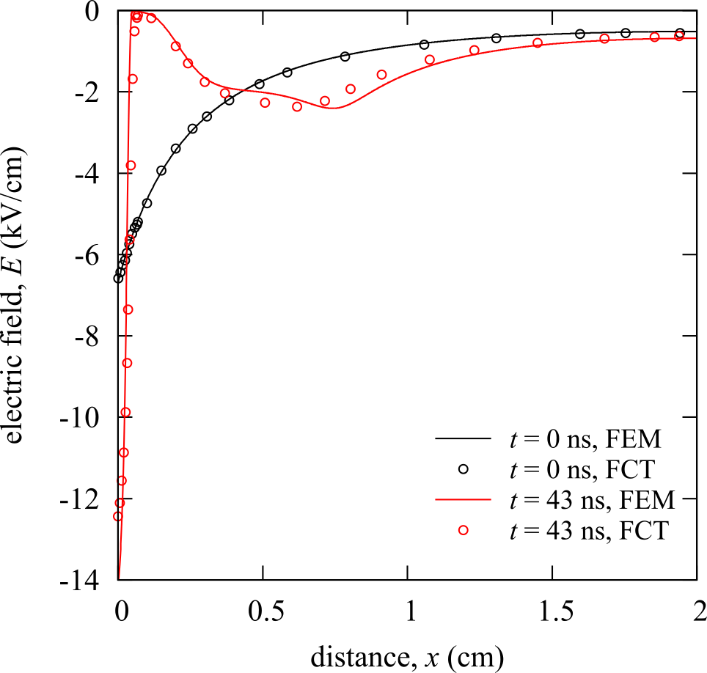 0
-2
-4
-6
-8
-10
-12
-14
electric field, E (kV/cm)
t = 0 ns, FEM
t = 0 ns, FCT
t = 43 ns, FEM
t = 43 ns, FCT
0 0.5 1 1.5 2
distance, x (cm)